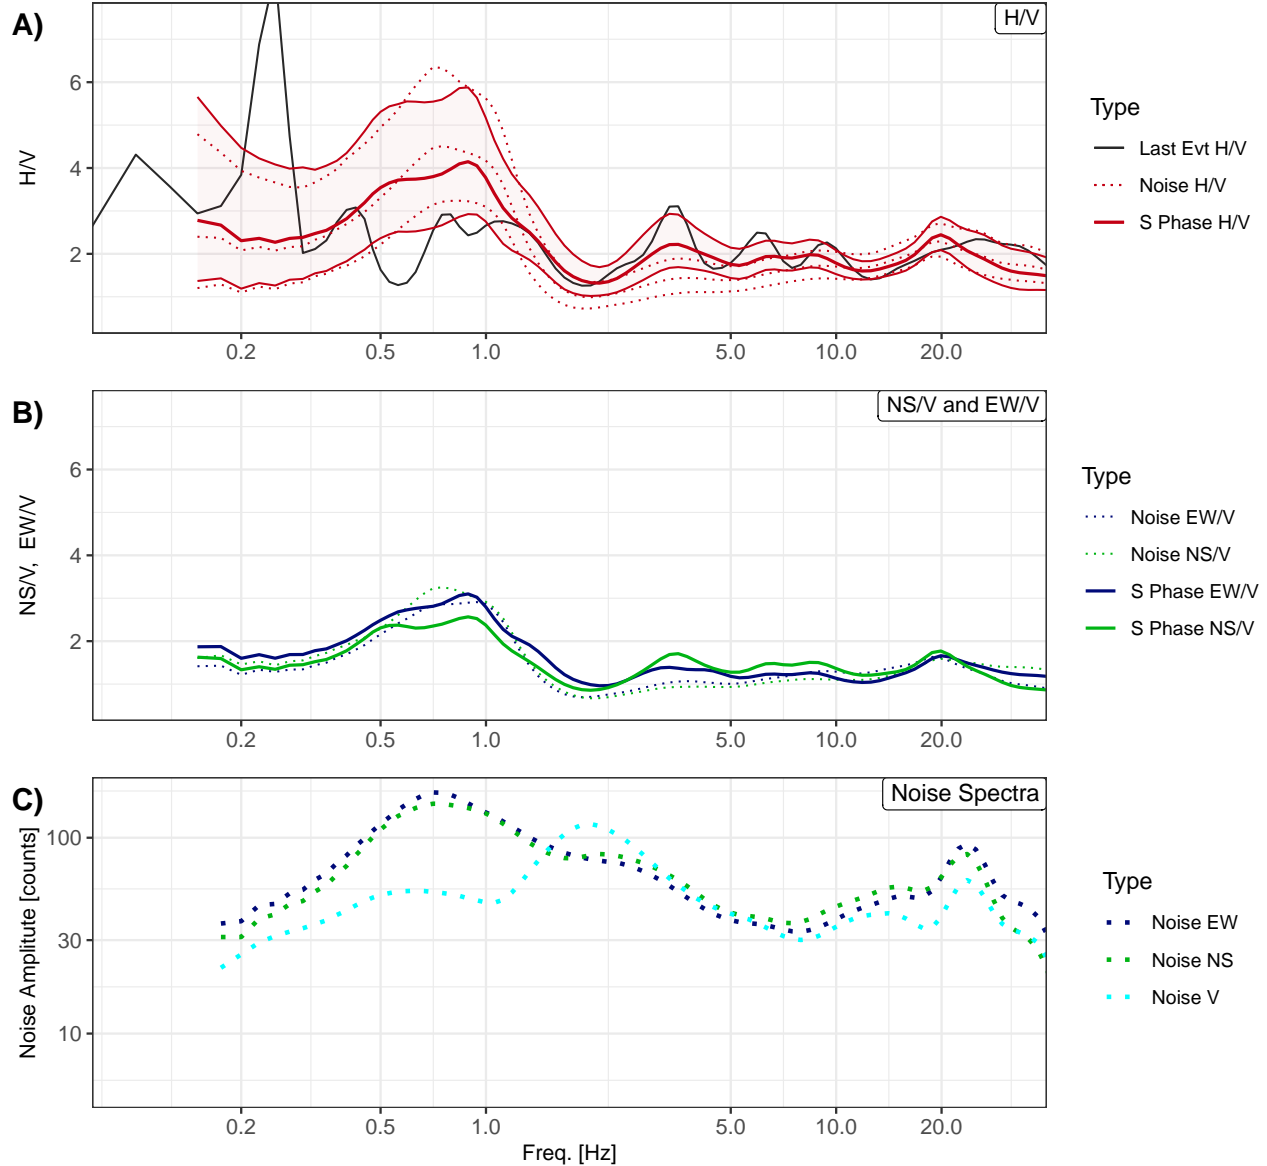 A)
H/V
H/V
6
4
2
0.2 0.5 1.0 5.0 10.0 20.0
Type
Last Evt H/V
Noise H/V
S Phase H/V
B)
NS/V and EW/V
NS/V, EW/V
6
4
2
0.2 0.5 1.0 5.0 10.0 20.0
Type
Noise EW/V
Noise NS/V
S Phase EW/V
S Phase NS/V
C)
Noise Spectra
Noise Amplitute [counts]
100
30
10
0.2 0.5 1.0 5.0 10.0 20.0
Freq. [Hz]
Type
Noise EW
Noise NS
Noise V